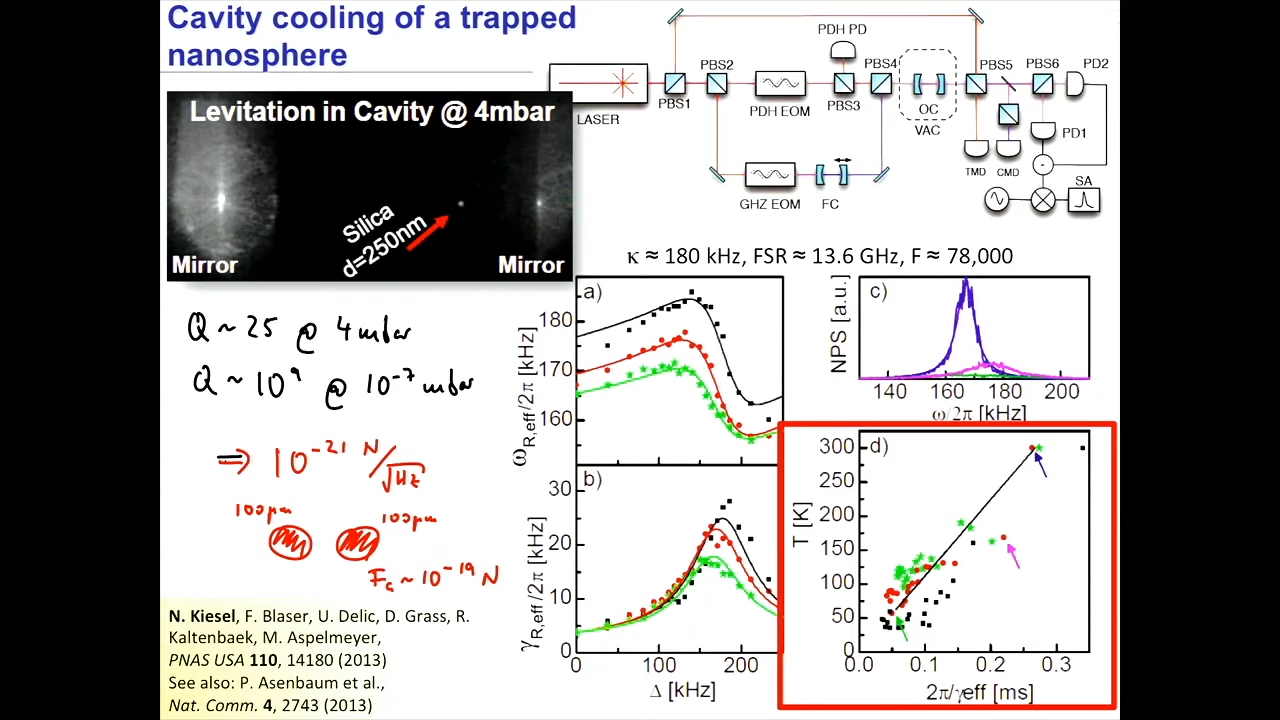 Cavity cooling of a trapped
nanosphere
Levitation in Cavity @ 4mbar
Silica
d=250nm
Mirror
Mirror
LASER
PBS1
PBS2
PDH EOM
PDH PD
PBS3
PBS4
OC
VAC
PBS5
PBS6
PD2
PD1
TMD
CMD
SA
GHZ EOM
FC
κ ≈ 180 kHz, FSR ≈ 13.6 GHz, F ≈ 78,000
Q ~ 25 @ 4 mbar
Q ~ 10⁹ @ 10⁻⁷ mbar
⇒ 10⁻²¹ N/√Hz
100µm
100µm
F_G ~ 10⁻¹⁹ N
N. Kiesel, F. Blaser, U. Delic, D. Grass, R.
Kaltenbaek, M. Aspelmeyer,
PNAS USA 110, 14180 (2013)
See also: P. Asenbaum et al.,
Nat. Comm. 4, 2743 (2013)
a)
ω_R,eff/2π [kHz]
180
170
160
b)
γ_R,eff/2π [kHz]
30
20
10
0
0 100 200
Δ [kHz]
c)
NPS [a.u.]
140 160 180 200
ω/2π [kHz]
d)
T [K]
300
250
200
150
100
50
0
0.0 0.1 0.2 0.3
2π/γeff [ms]